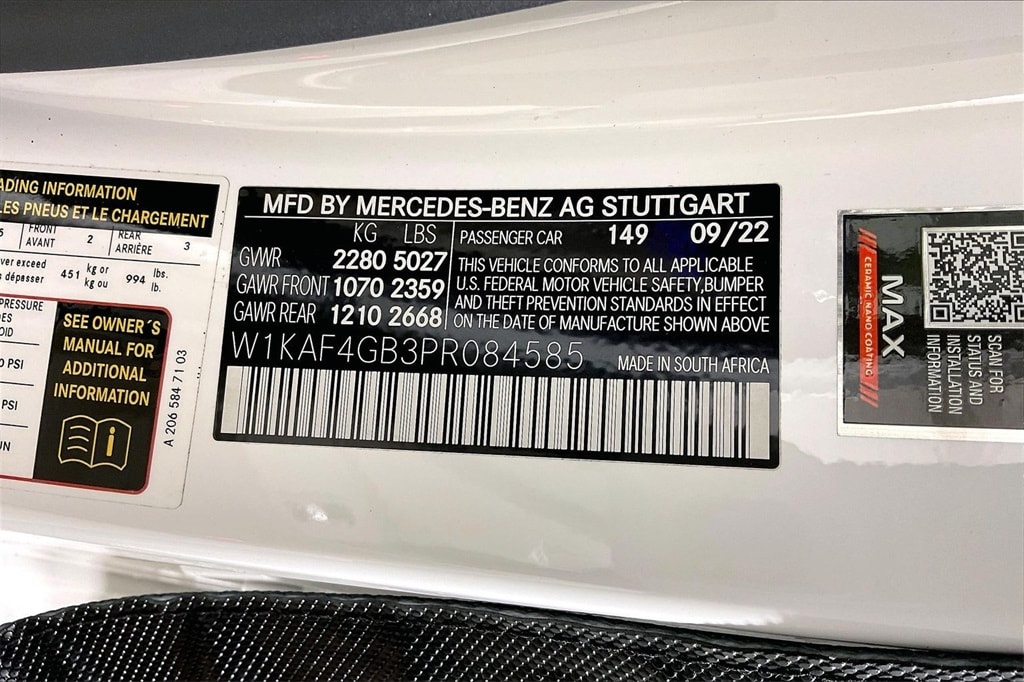 ADING INFORMATION
LES PNEUS ET LE CHARGEMENT
5 FRONT AVANT 2 REAR ARRIÈRE 3
ver exceed
s dépasser 451 kg or kg ou 994 lbs. lb.
PRESSURE
DES
OID
0 PSI
PSI
UN
SEE OWNER´S
MANUAL FOR
ADDITIONAL
INFORMATION
i
A 206 584 71 03
MFD BY MERCEDES-BENZ AG STUTTGART
KG LBS
GVWR 2280 5027
GAWR FRONT 1070 2359
GAWR REAR 1210 2668
PASSENGER CAR 149 09/22
THIS VEHICLE CONFORMS TO ALL APPLICABLE
U.S. FEDERAL MOTOR VEHICLE SAFETY,BUMPER
AND THEFT PREVENTION STANDARDS IN EFFECT
ON THE DATE OF MANUFACTURE SHOWN ABOVE
W1KAF4GB3PR084585 MADE IN SOUTH AFRICA
MAX
CERAMIC NANO COATING
SCAN FOR
STATUS AND
INSTALLATION
INFORMATION